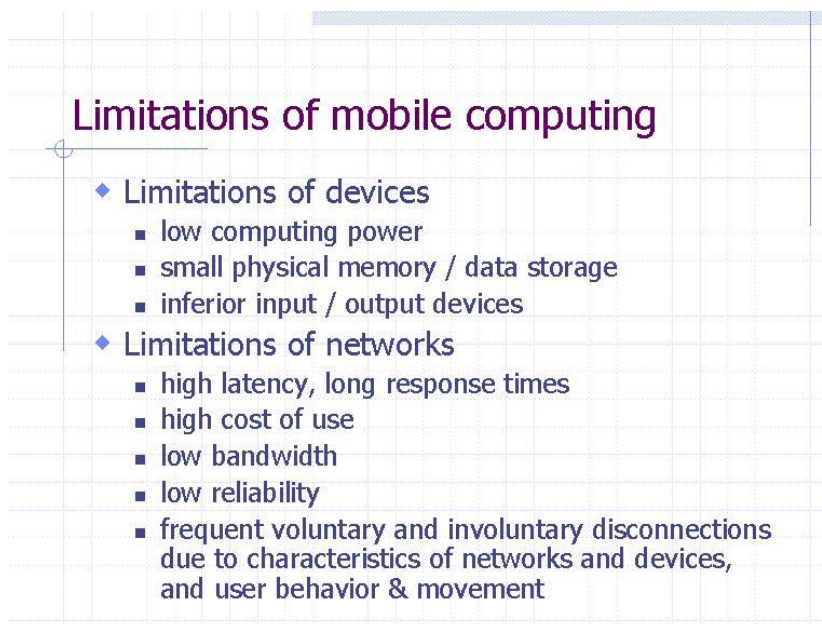 Limitations of mobile computing
Limitations of devices
low computing power
small physical memory / data storage
inferior input / output devices
Limitations of networks
high latency, long response times
high cost of use
low bandwidth
low reliability
frequent voluntary and involuntary disconnections
due to characteristics of networks and devices,
and user behavior & movement